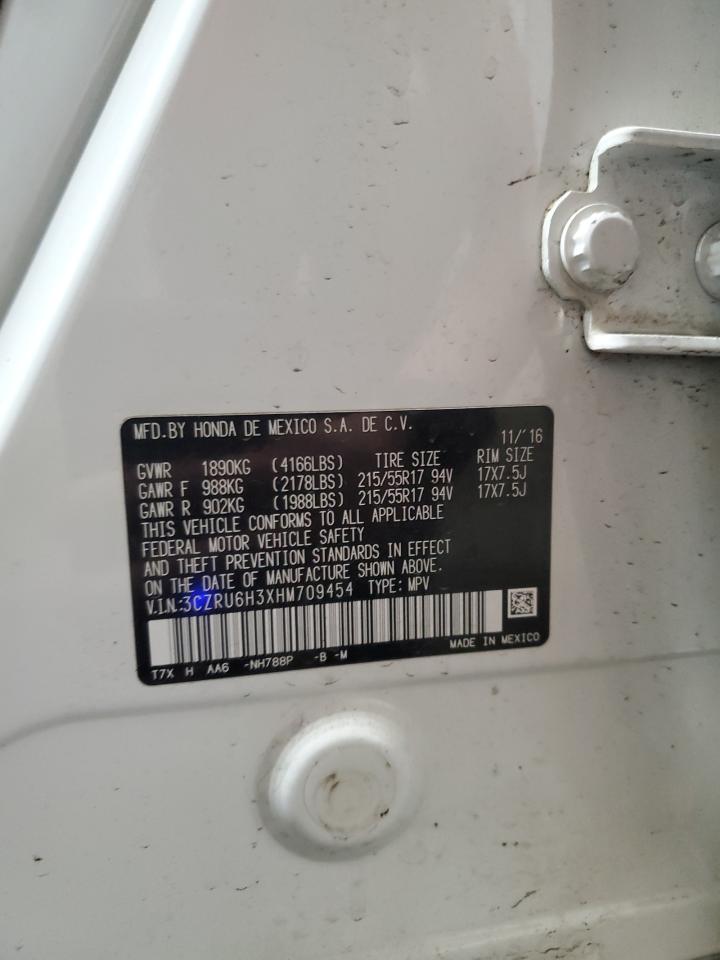 MFD.BY HONDA DE MEXICO S.A. DE C.V.
11/'16
GVWR 1890KG (4166LBS) TIRE SIZE RIM SIZE
GAWR F 988KG (2178LBS) 215/55R17 94V 17X7.5J
GAWR R 902KG (1988LBS) 215/55R17 94V 17X7.5J
THIS VEHICLE CONFORMS TO ALL APPLICABLE
FEDERAL MOTOR VEHICLE SAFETY
AND THEFT PREVENTION STANDARDS IN EFFECT
ON THE DATE OF MANUFACTURE SHOWN ABOVE.
V.I.N.:3CZRU6H3XHM709454 TYPE: MPV
MADE IN MEXICO
T7X H AA6 -NH788P -B -M